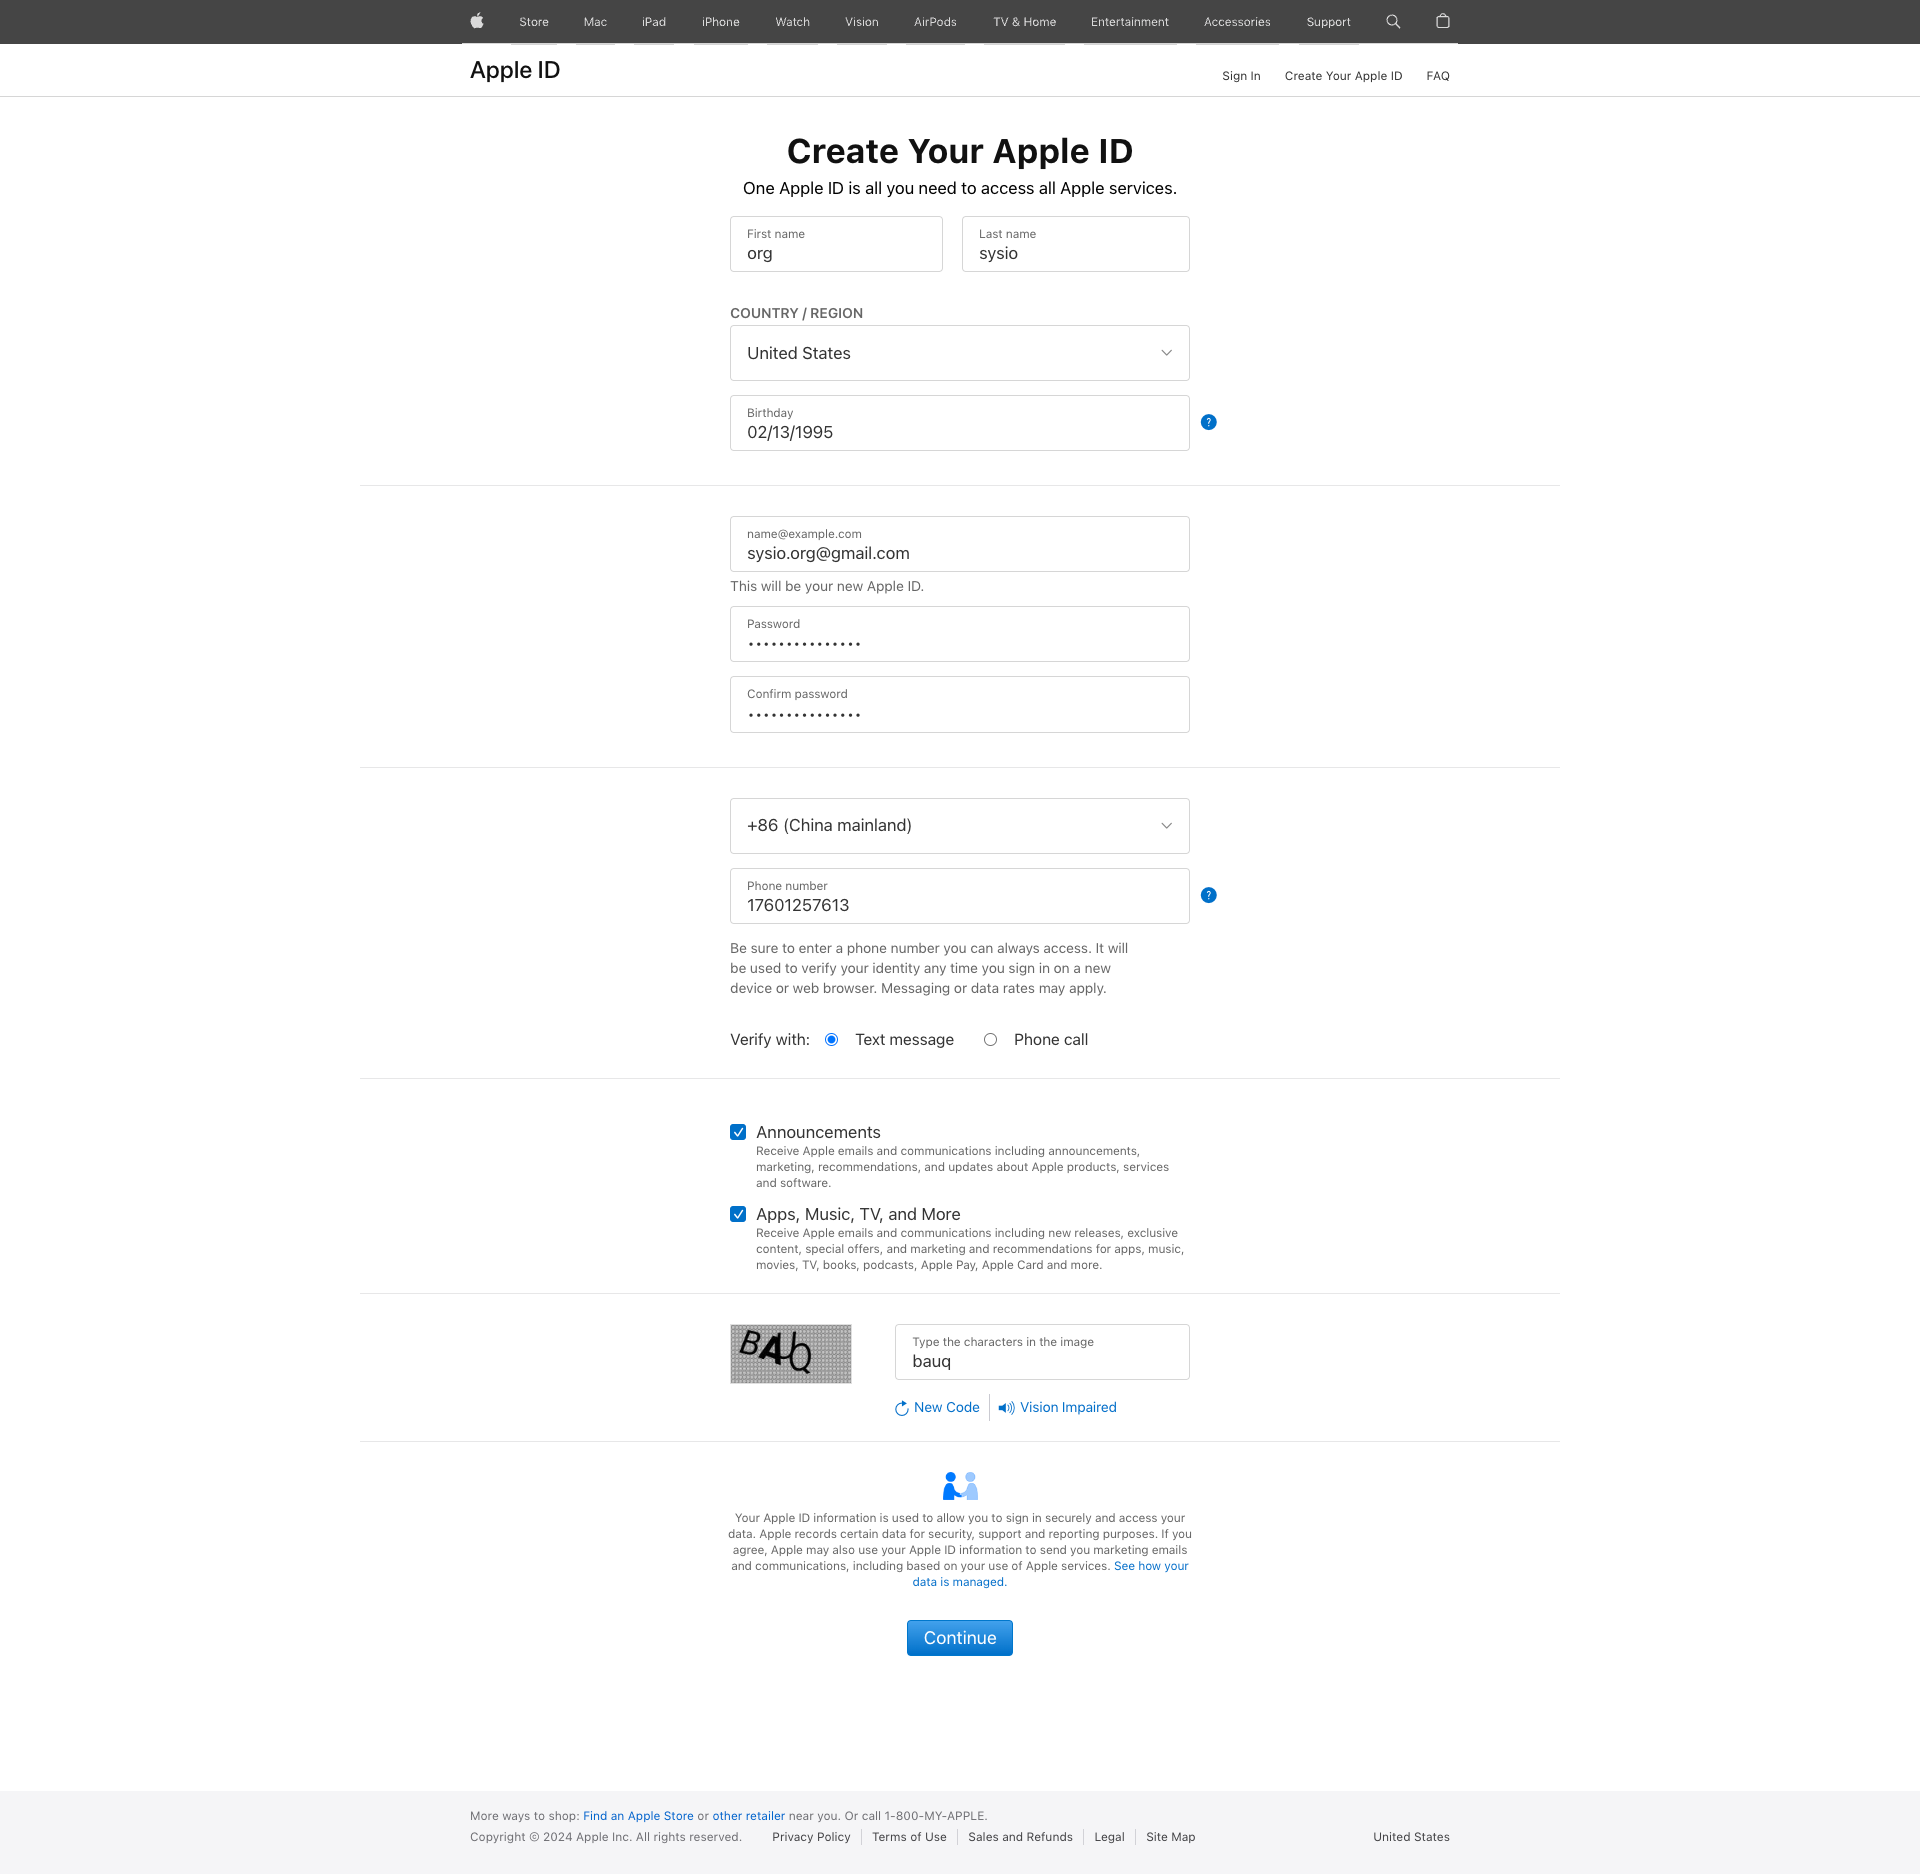 Store Mac iPad iPhone Watch Vision AirPods TV & Home Entertainment Accessories Support
Apple ID Sign In Create Your Apple ID FAQ
Create Your Apple ID
One Apple ID is all you need to access all Apple services.
First name Last name
org sysio
COUNTRY / REGION
United States
Birthday
02/13/1995
?
name@example.com
sysio.org@gmail.com
This will be your new Apple ID.
Password
•••••••••••••••
Confirm password
•••••••••••••••
+86 (China mainland)
Phone number
17601257613
?
Be sure to enter a phone number you can always access. It will
be used to verify your identity any time you sign in on a new
device or web browser. Messaging or data rates may apply.
Verify with: Text message Phone call
Announcements
Receive Apple emails and communications including announcements,
marketing, recommendations, and updates about Apple products, services
and software.
Apps, Music, TV, and More
Receive Apple emails and communications including new releases, exclusive
content, special offers, and marketing and recommendations for apps, music,
movies, TV, books, podcasts, Apple Pay, Apple Card and more.
BAUQ
Type the characters in the image
bauq
New Code Vision Impaired
Your Apple ID information is used to allow you to sign in securely and access your
data. Apple records certain data for security, support and reporting purposes. If you
agree, Apple may also use your Apple ID information to send you marketing emails
and communications, including based on your use of Apple services. See how your
data is managed.
Continue
More ways to shop: Find an Apple Store or other retailer near you. Or call 1-800-MY-APPLE.
Copyright © 2024 Apple Inc. All rights reserved. Privacy Policy Terms of Use Sales and Refunds Legal Site Map United States